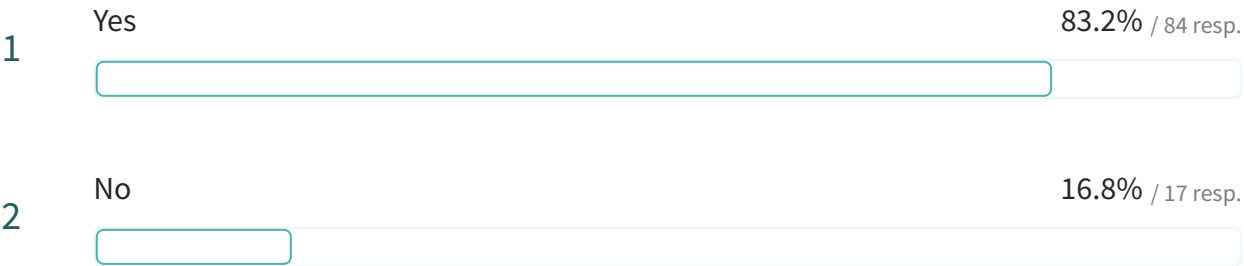 1 Yes 83.2% / 84 resp.
2 No 16.8% / 17 resp.